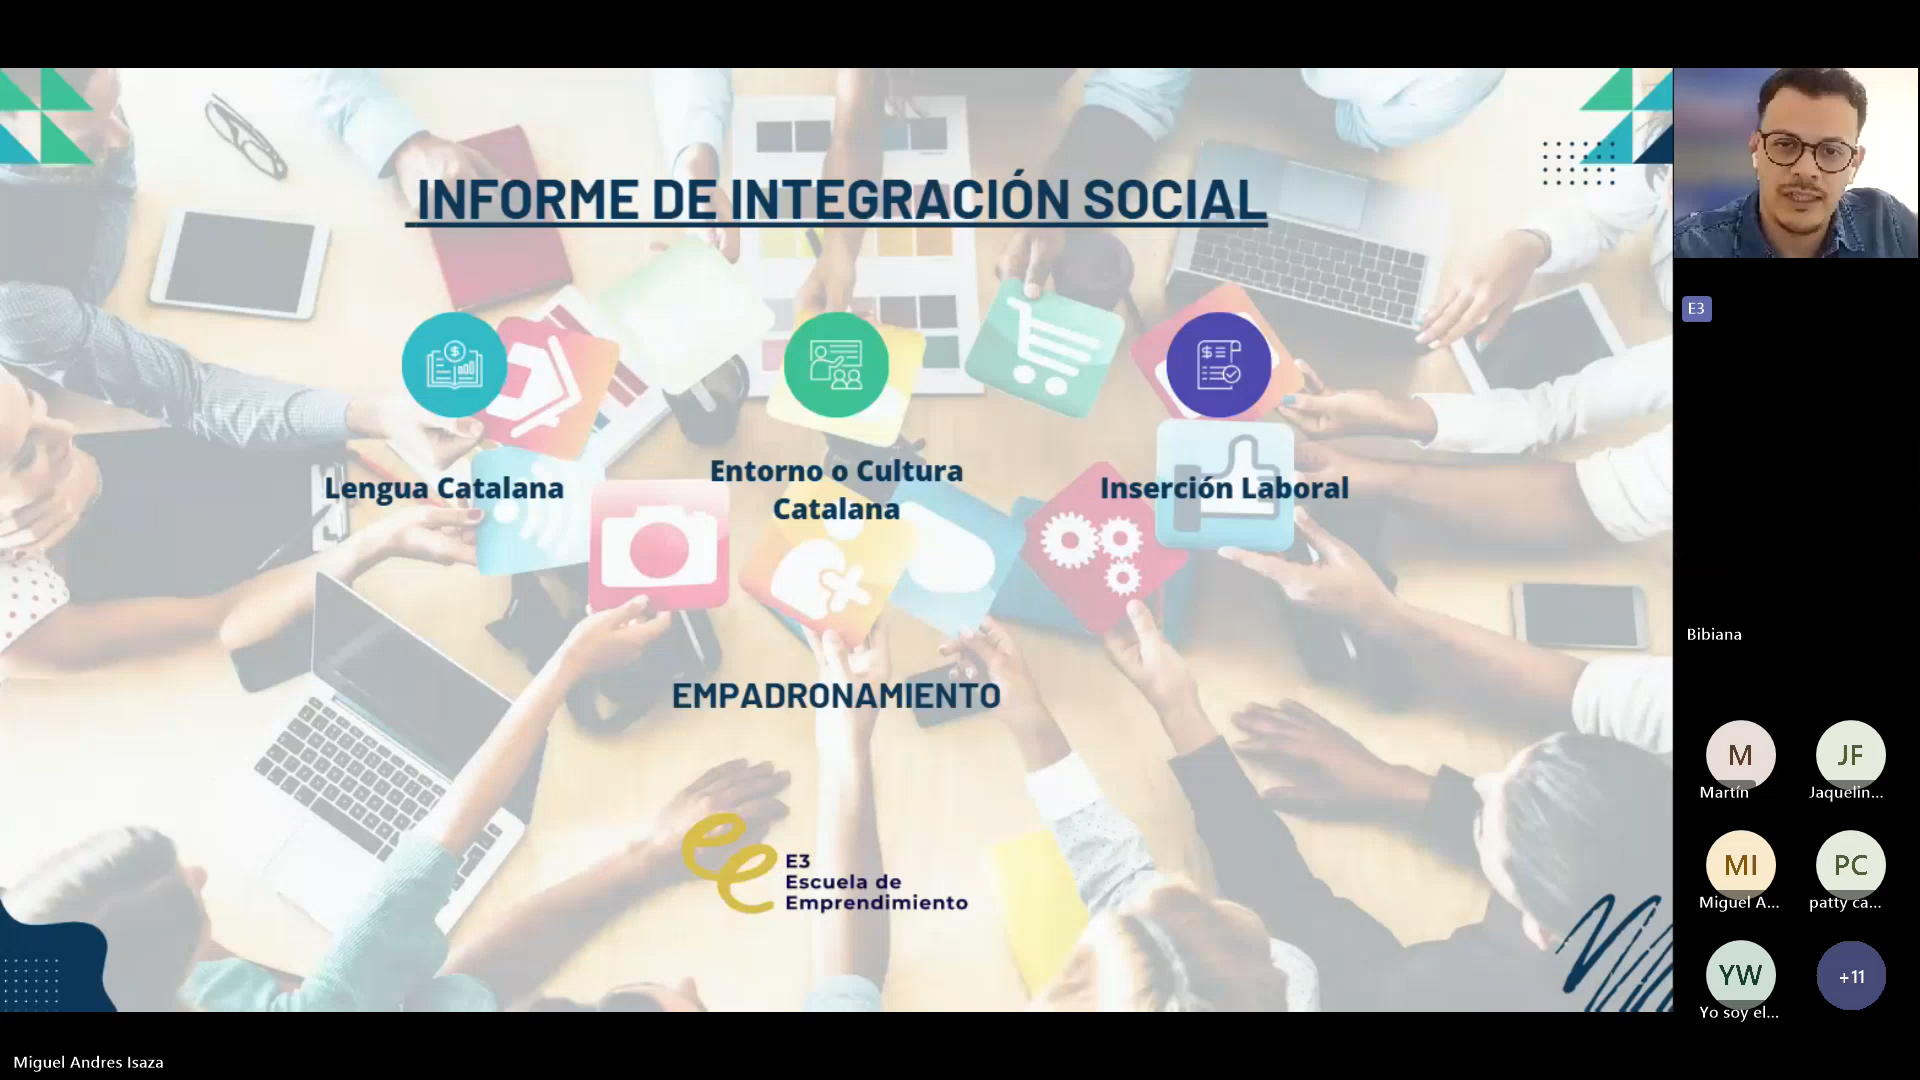 INFORME DE INTEGRACIÓN SOCIAL
Lengua Catalana
Entorno o Cultura
Catalana
Inserción Laboral
EMPADRONAMIENTO
E3
Escuela de
Emprendimiento
E3
Bibiana
M
Martín
JF
Jaquelin...
MI
Miguel A...
PC
patty ca...
YW
Yo soy el...
+11
Miguel Andres Isaza